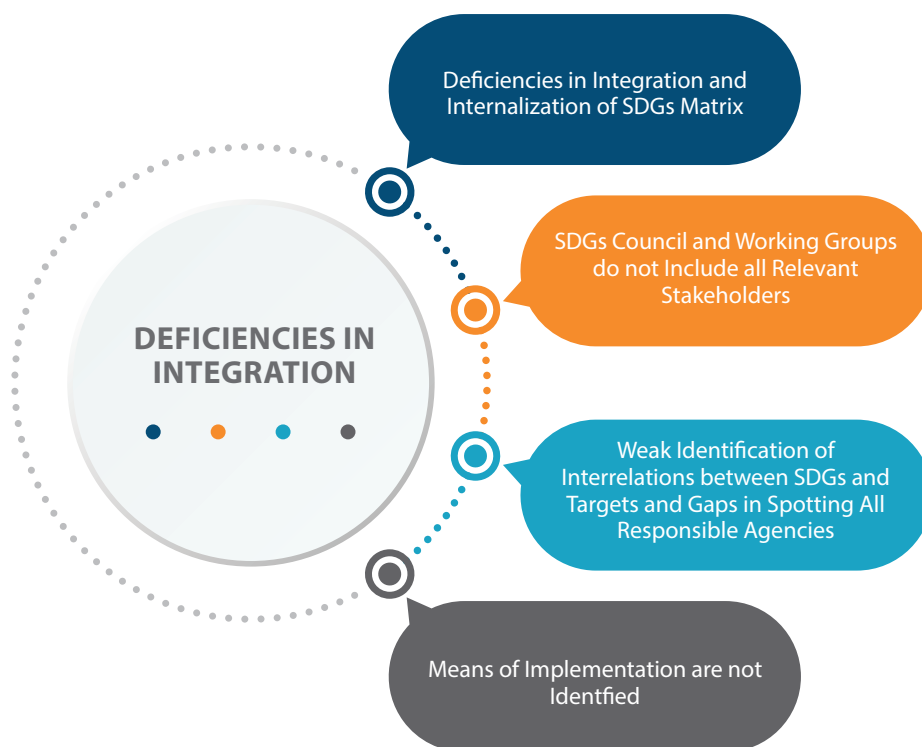 Deficiencies in Integration and
Internalization of SDGs Matrix
SDGs Council and Working Groups
do not Include all Relevant
Stakeholders
DEFICIENCIES IN
INTEGRATION
Weak Identification of
Interrelations between SDGs and
Targets and Gaps in Spotting All
Responsible Agencies
Means of Implementation are not
Identfied